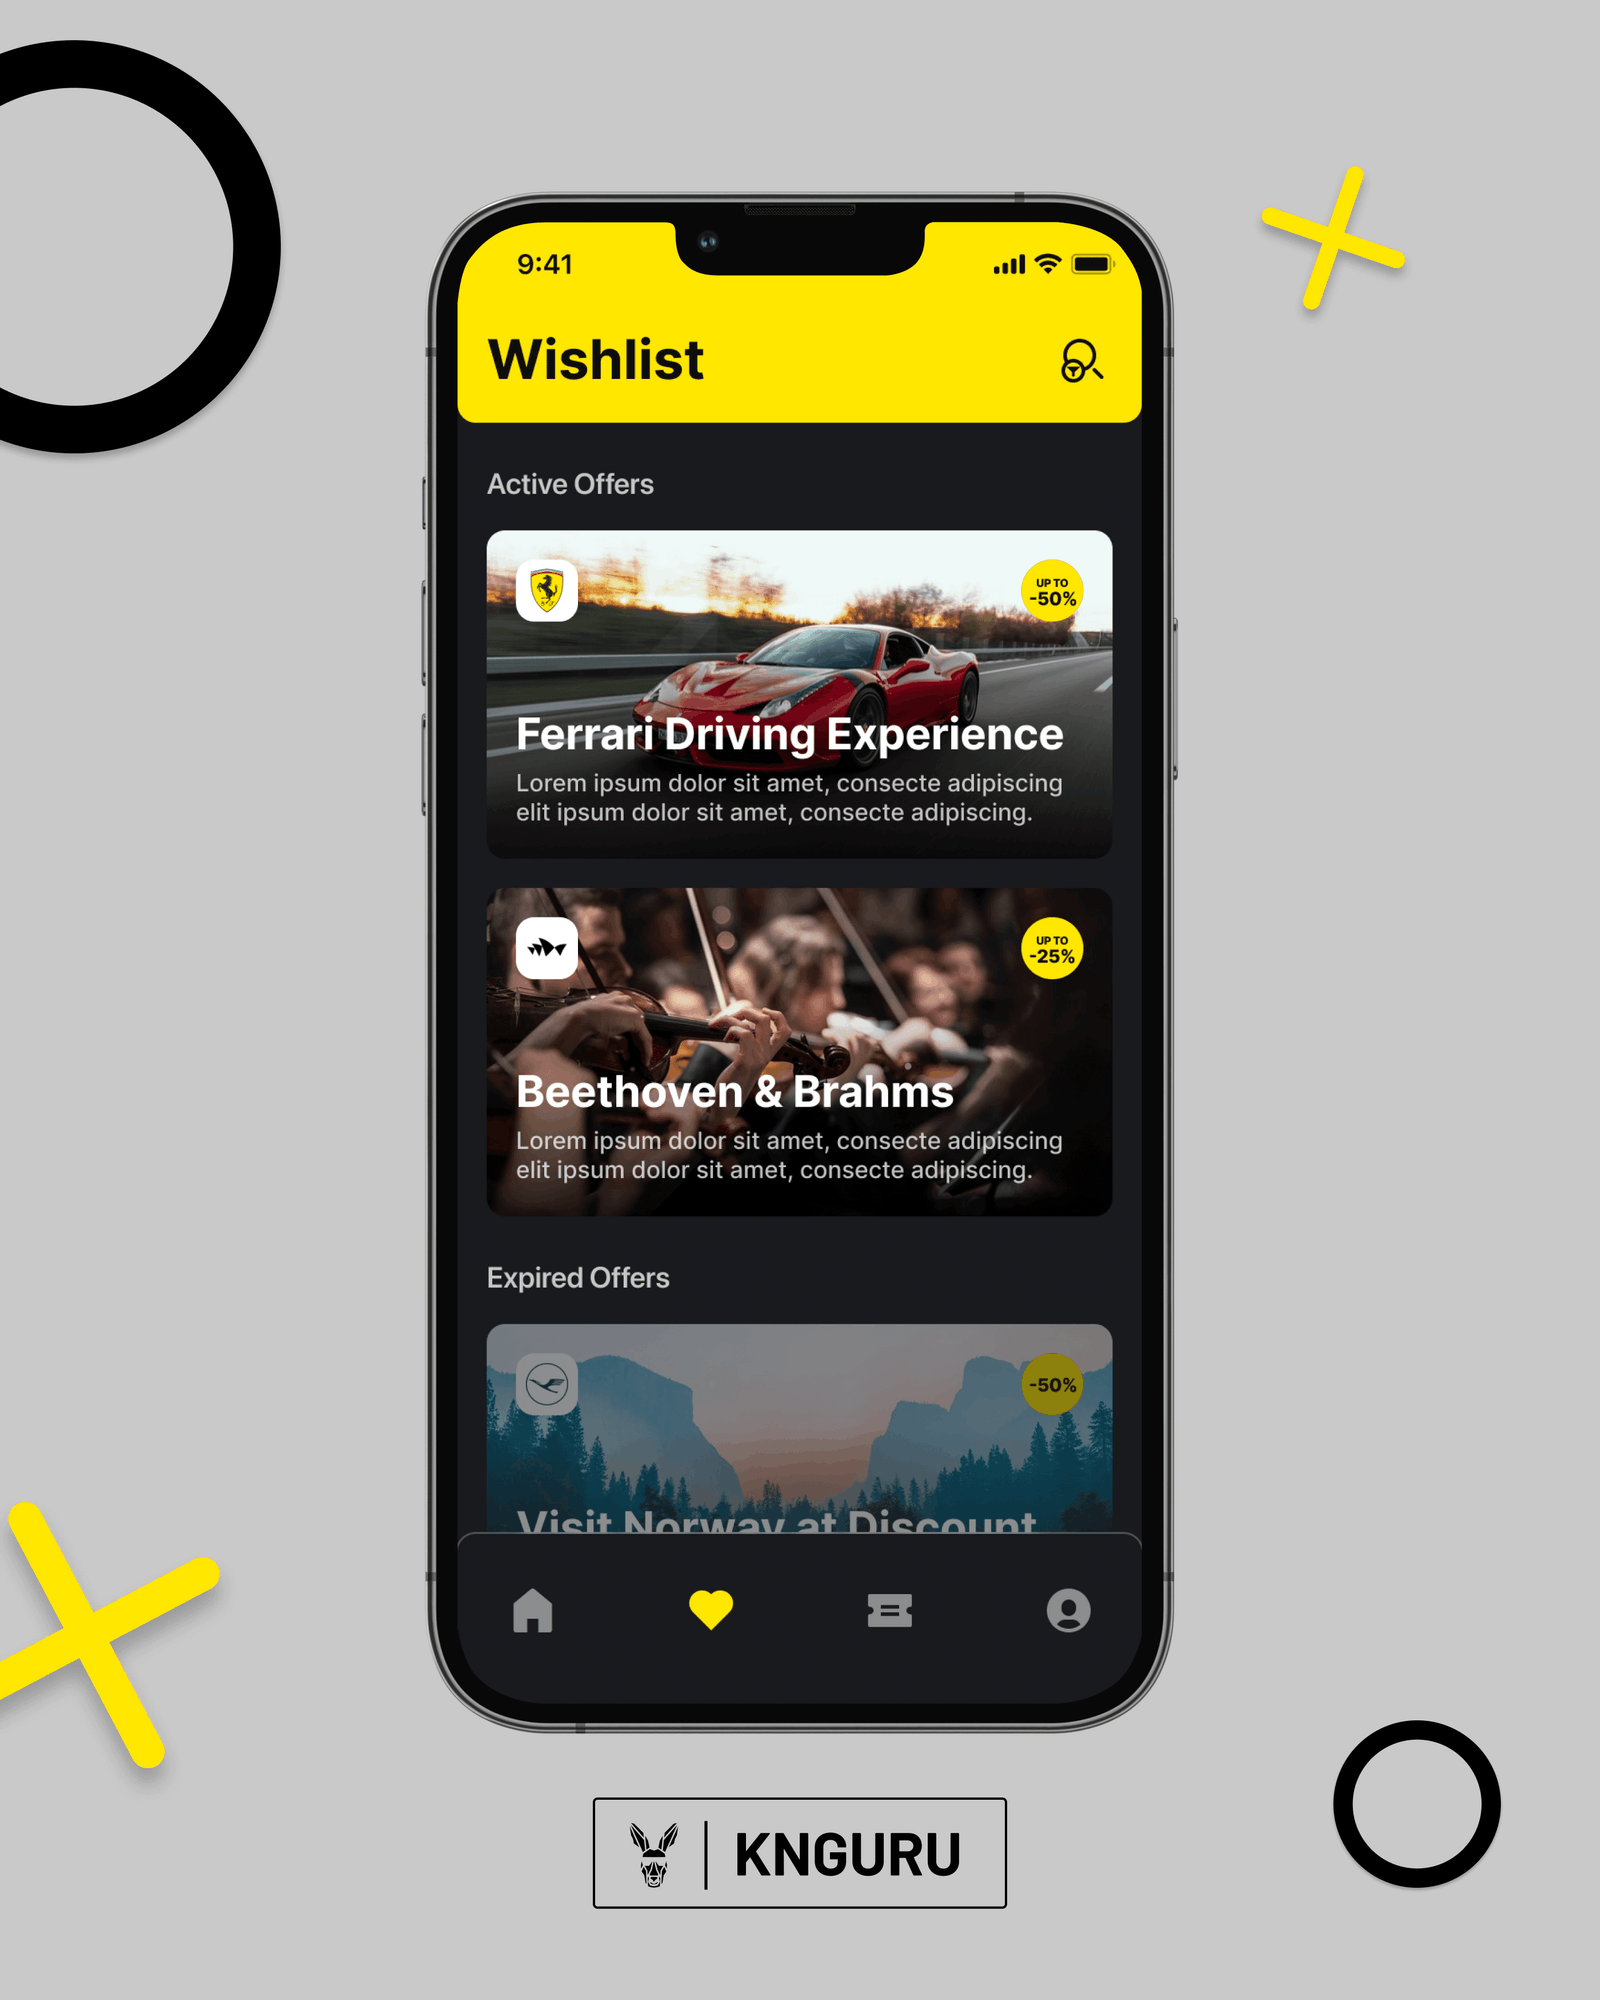 9:41
Wishlist
Active Offers
UP TO
-50%
Ferrari Driving Experience
Lorem ipsum dolor sit amet, consecte adipiscing
elit ipsum dolor sit amet, consecte adipiscing.
UP TO
-25%
Beethoven & Brahms
Lorem ipsum dolor sit amet, consecte adipiscing
elit ipsum dolor sit amet, consecte adipiscing.
Expired Offers
-50%
Visit Norway at Discount
KNGURU